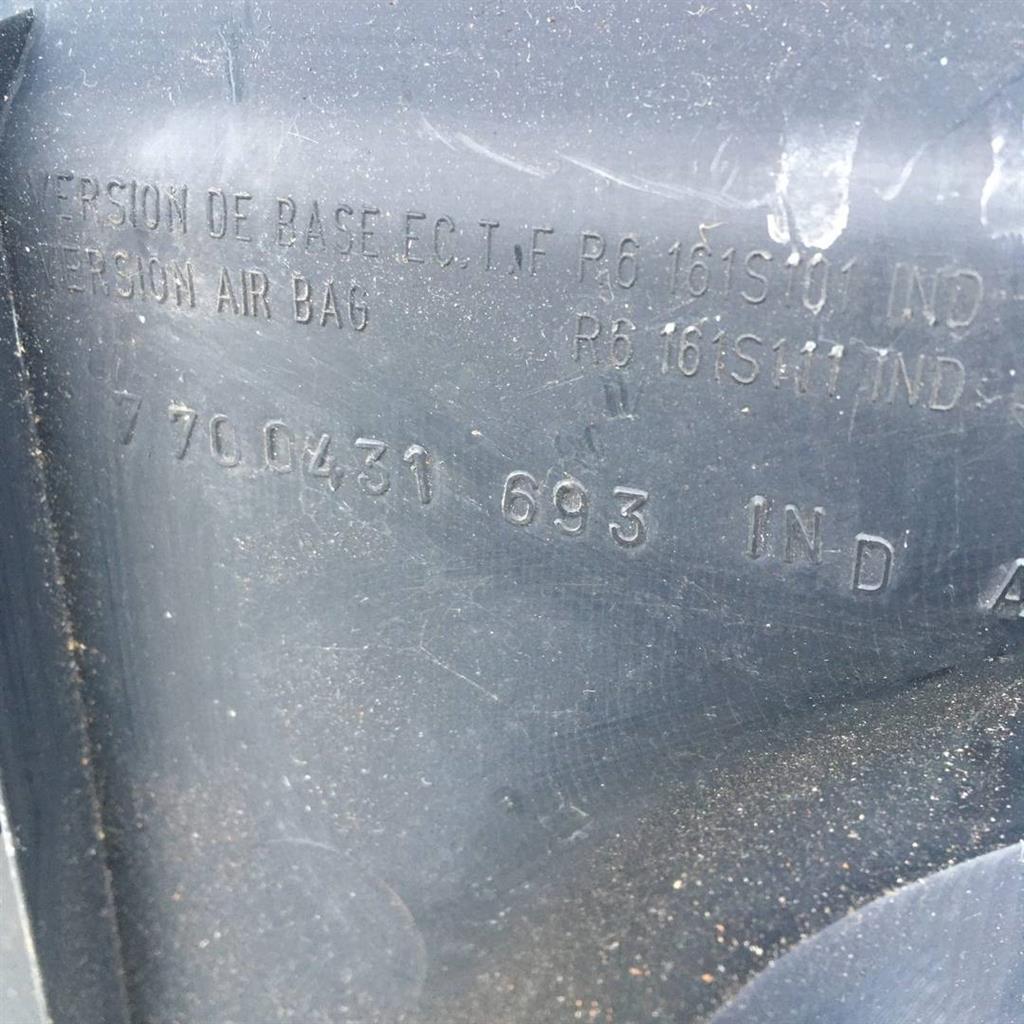 VERSION DE BASE EC.T.F R6 161S101 IND
VERSION AIR BAG R6 161S111 IND
7700431 693 IND A